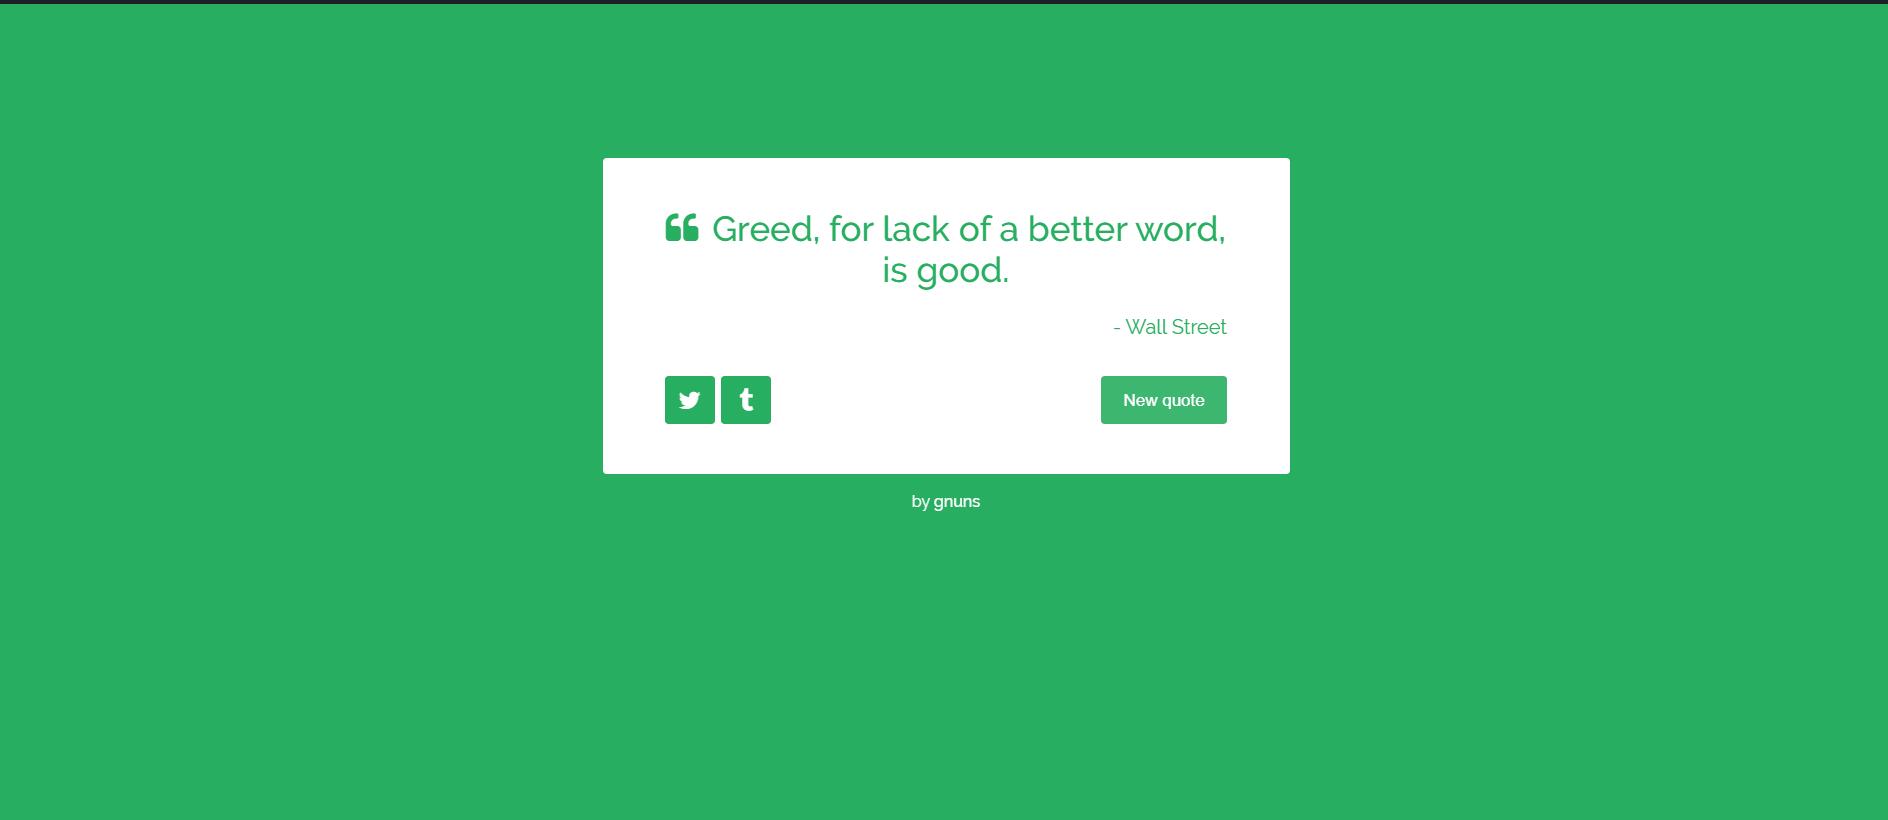 “ Greed, for lack of a better word,
is good.
- Wall Street
New quote
by gnuns